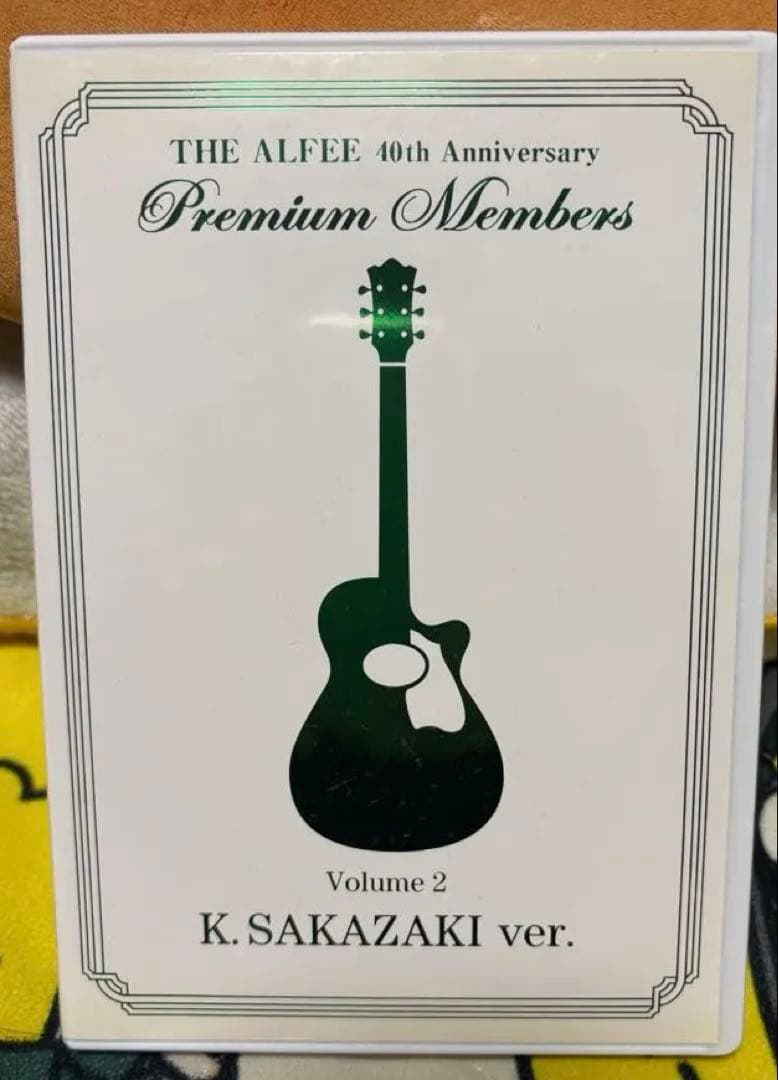 THE ALFEE 40th Anniversary
Premium Members
Volume 2
K. SAKAZAKI ver.